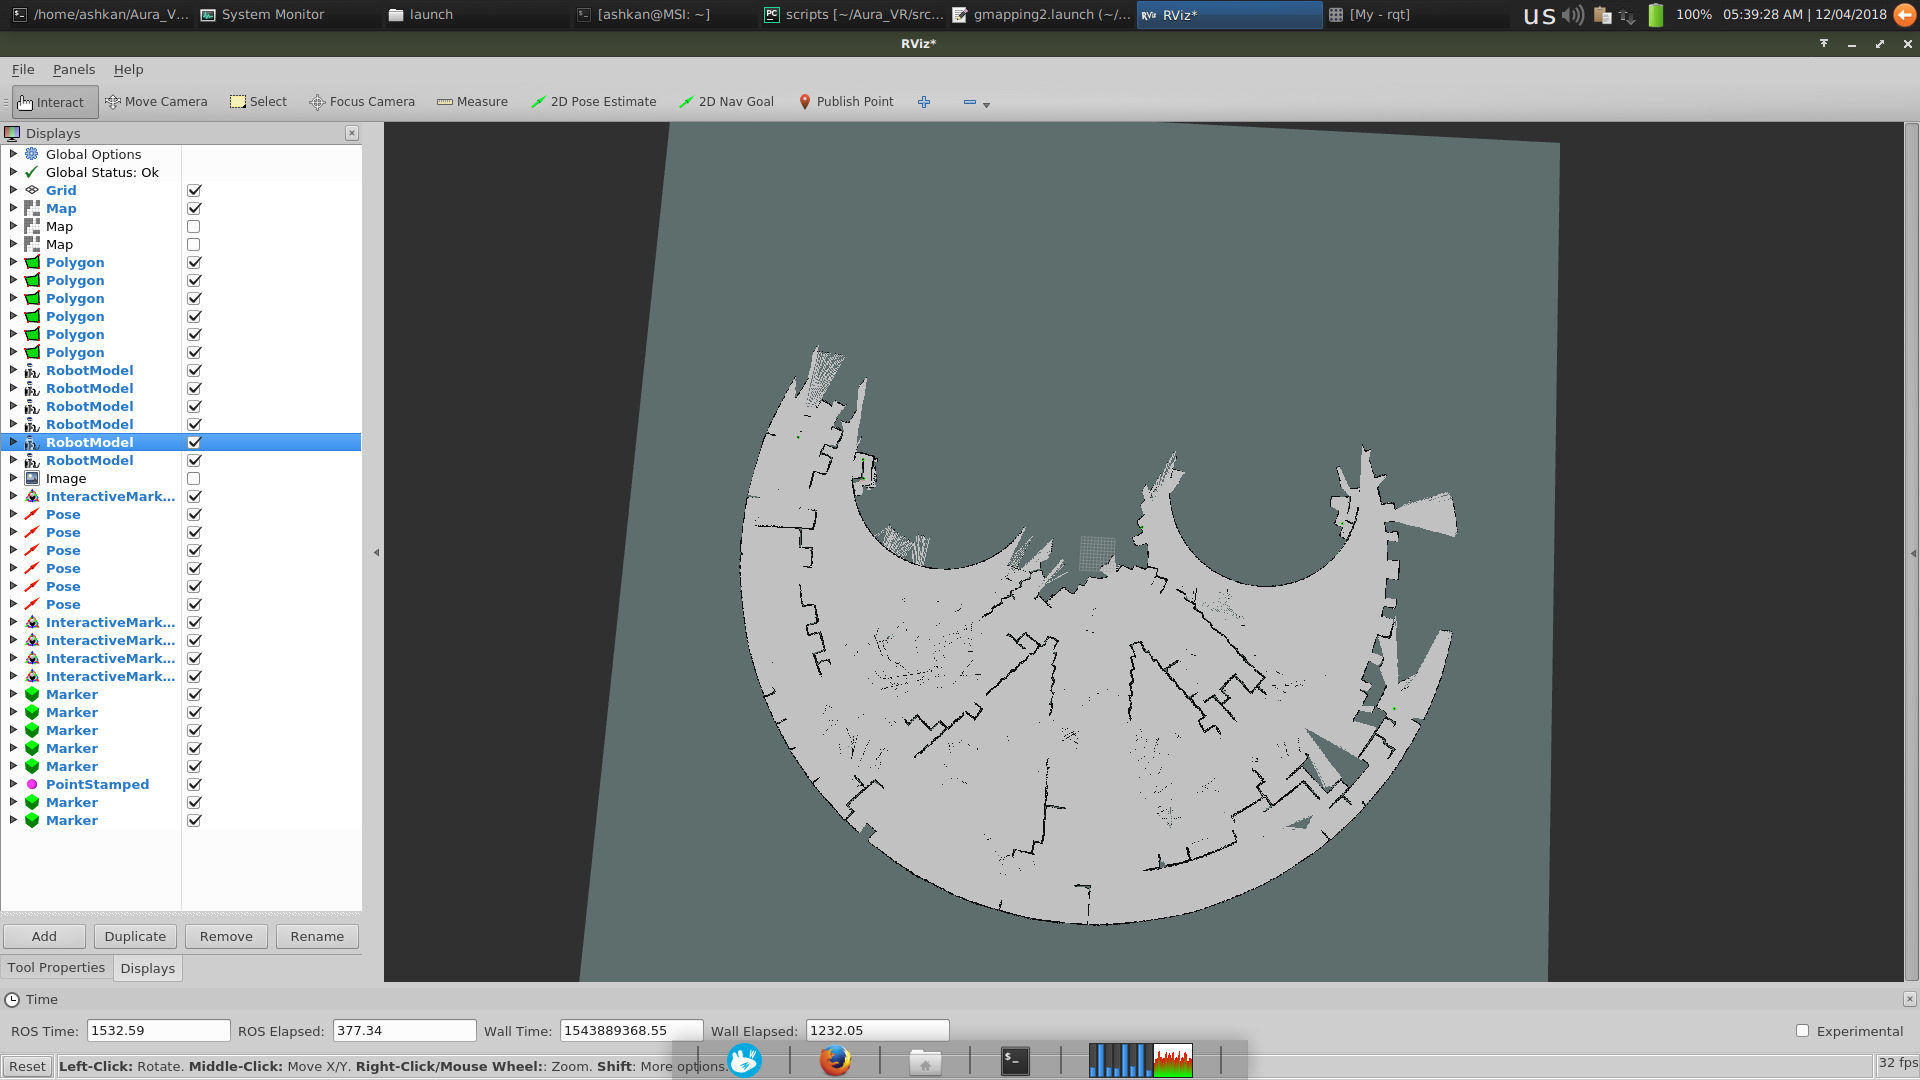 /home/ashkan/Aura_V... System Monitor launch [ashkan@MSI: ~] PC scripts [~/Aura_VR/src... gmapping2.launch (~/... RViz RViz* [My - rqt] us 100% 05:39:28 AM | 12/04/2018
RViz*
File Panels Help
Interact Move Camera Select Focus Camera Measure 2D Pose Estimate 2D Nav Goal Publish Point
Displays
Global Options
Global Status: Ok
Grid
Map
Map
Map
Polygon
Polygon
Polygon
Polygon
Polygon
Polygon
RobotModel
RobotModel
RobotModel
RobotModel
RobotModel
RobotModel
Image
InteractiveMark...
Pose
Pose
Pose
Pose
Pose
Pose
InteractiveMark...
InteractiveMark...
InteractiveMark...
InteractiveMark...
Marker
Marker
Marker
Marker
Marker
PointStamped
Marker
Marker
Add Duplicate Remove Rename
Tool Properties Displays
Time
ROS Time: 1532.59 ROS Elapsed: 377.34 Wall Time: 1543889368.55 Wall Elapsed: 1232.05 Experimental
Reset Left-Click: Rotate. Middle-Click: Move X/Y. Right-Click/Mouse Wheel:: Zoom. Shift: More options. 32 fps